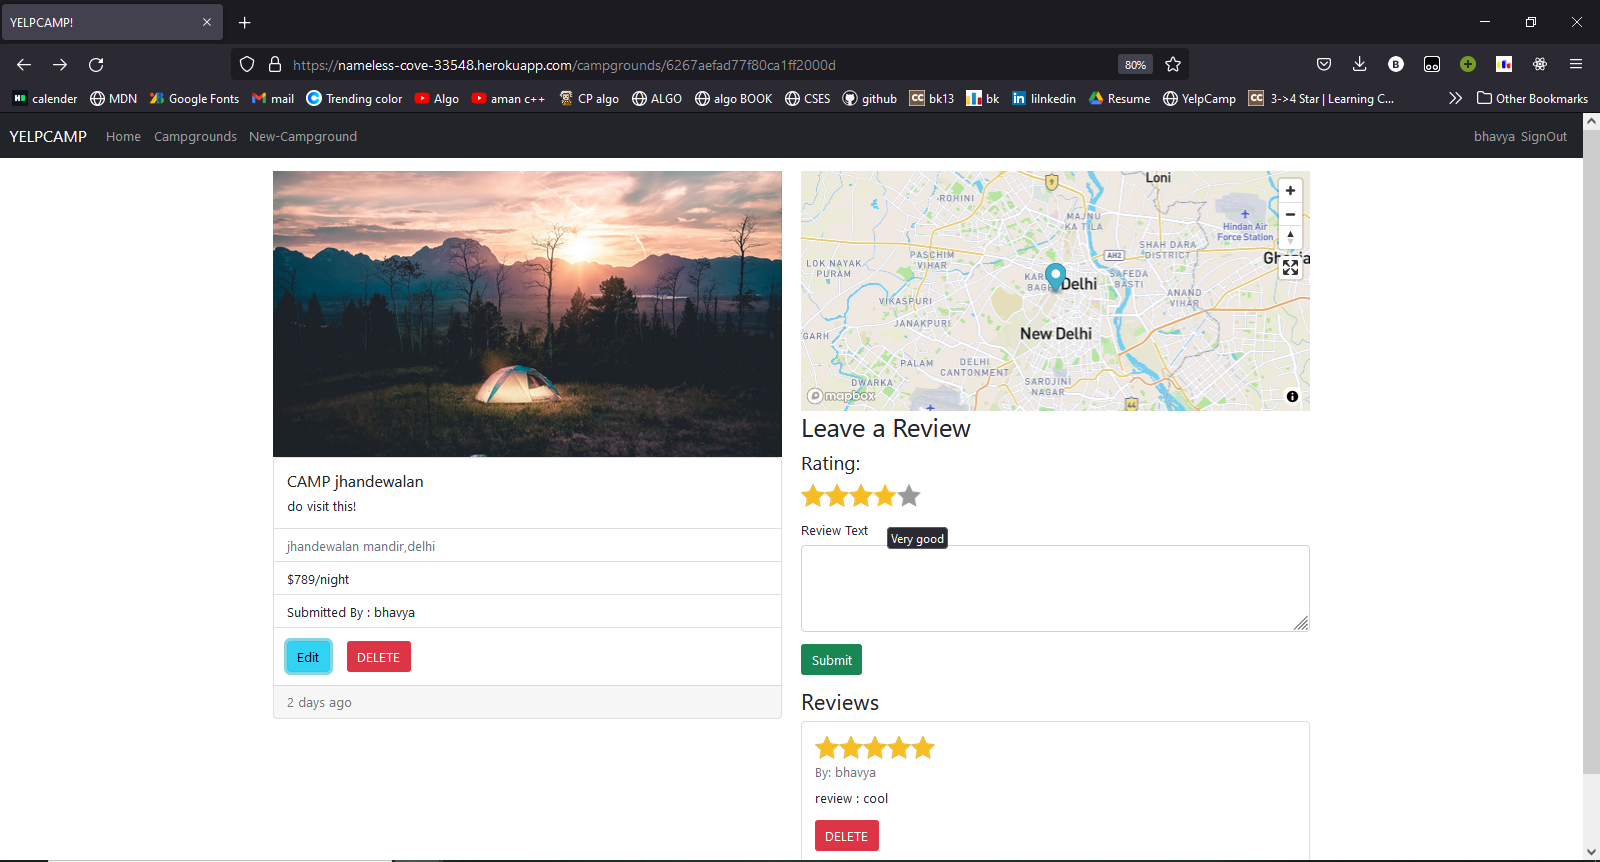 YELPCAMP!
https://nameless-cove-33548.herokuapp.com/campgrounds/6267aefad77f80ca1ff2000d
80%
B
calender MDN Google Fonts mail Trending color Algo aman c++ CP algo ALGO algo BOOK CSES github bk13 bk lilnkedin Resume YelpCamp 3->4 Star | Learning C... Other Bookmarks
YELPCAMP Home Campgrounds New-Campground bhavya SignOut
Loni
ROHINI
MAJNU
KA TILA
Hindan Air
Force Station
SHAH DARA
DISTRICT
PASCHIM
VIHAR
AH2
LOK NAYAK
PURAM
SAFEDA
BASTI
Delhi
ANAND
VIHAR
VIKASPURI
JANAKPURI
New Delhi
GARH
PALAM
DELHI
CANTONMENT
DWARKA
SAROJINI
NAGAR
44
mapbox
CAMP jhandewalan
do visit this!
jhandewalan mandir,delhi
$789/night
Submitted By : bhavya
Edit DELETE
2 days ago
Leave a Review
Rating:
Review Text
Very good
Submit
Reviews
By: bhavya
review : cool
DELETE